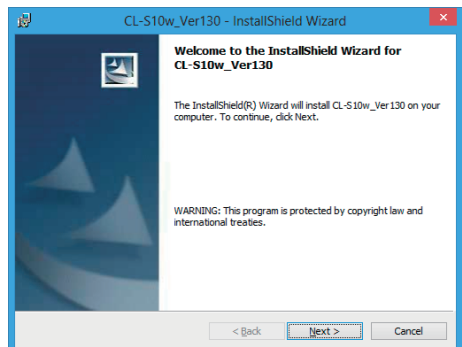 CL-S10w_Ver130 - InstallShield Wizard
Welcome to the InstallShield Wizard for
CL-S10w_Ver130
The InstallShield(R) Wizard will install CL-S10w_Ver130 on your
computer. To continue, click Next.
WARNING: This program is protected by copyright law and
international treaties.
< Back Next > Cancel